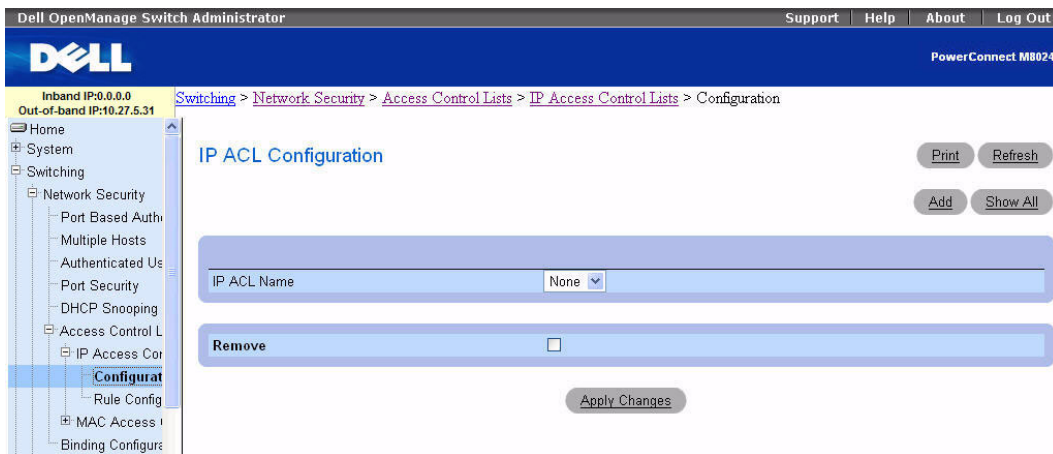 Dell OpenManage Switch Administrator
Support Help About Log Out
DELL
PowerConnect M8024
Inband IP:0.0.0.0
Out-of-band IP:10.27.5.31
Switching > Network Security > Access Control Lists > IP Access Control Lists > Configuration
Home
System
Switching
Network Security
Port Based Auth
Multiple Hosts
Authenticated Us
Port Security
DHCP Snooping
Access Control L
IP Access Cor
Configurat
Rule Config
MAC Access
Binding Configura
IP ACL Configuration
Print Refresh
Add Show All
IP ACL Name None
Remove
Apply Changes